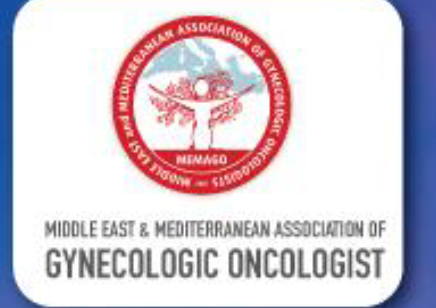 MIDDLE EAST and MEDITERRANEAN ASSOCIATION OF GYNECOLOGIC ONCOLOGISTS
MEMAGO
MIDDLE EAST & MEDITERRANEAN ASSOCIATION OF
GYNECOLOGIC ONCOLOGIST